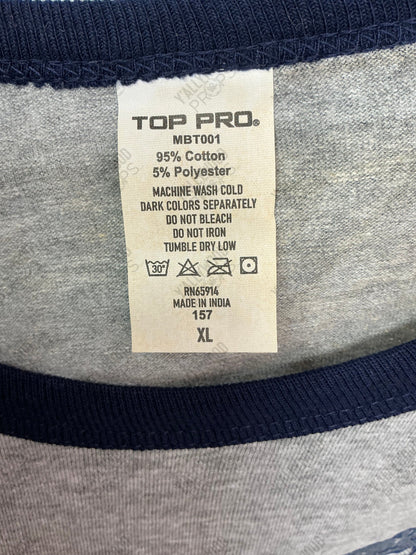 TOP PRO®
MBT001
95% Cotton
5% Polyester
MACHINE WASH COLD
DARK COLORS SEPARATELY
DO NOT BLEACH
DO NOT IRON
TUMBLE DRY LOW
30°
RN65914
MADE IN INDIA
157
XL